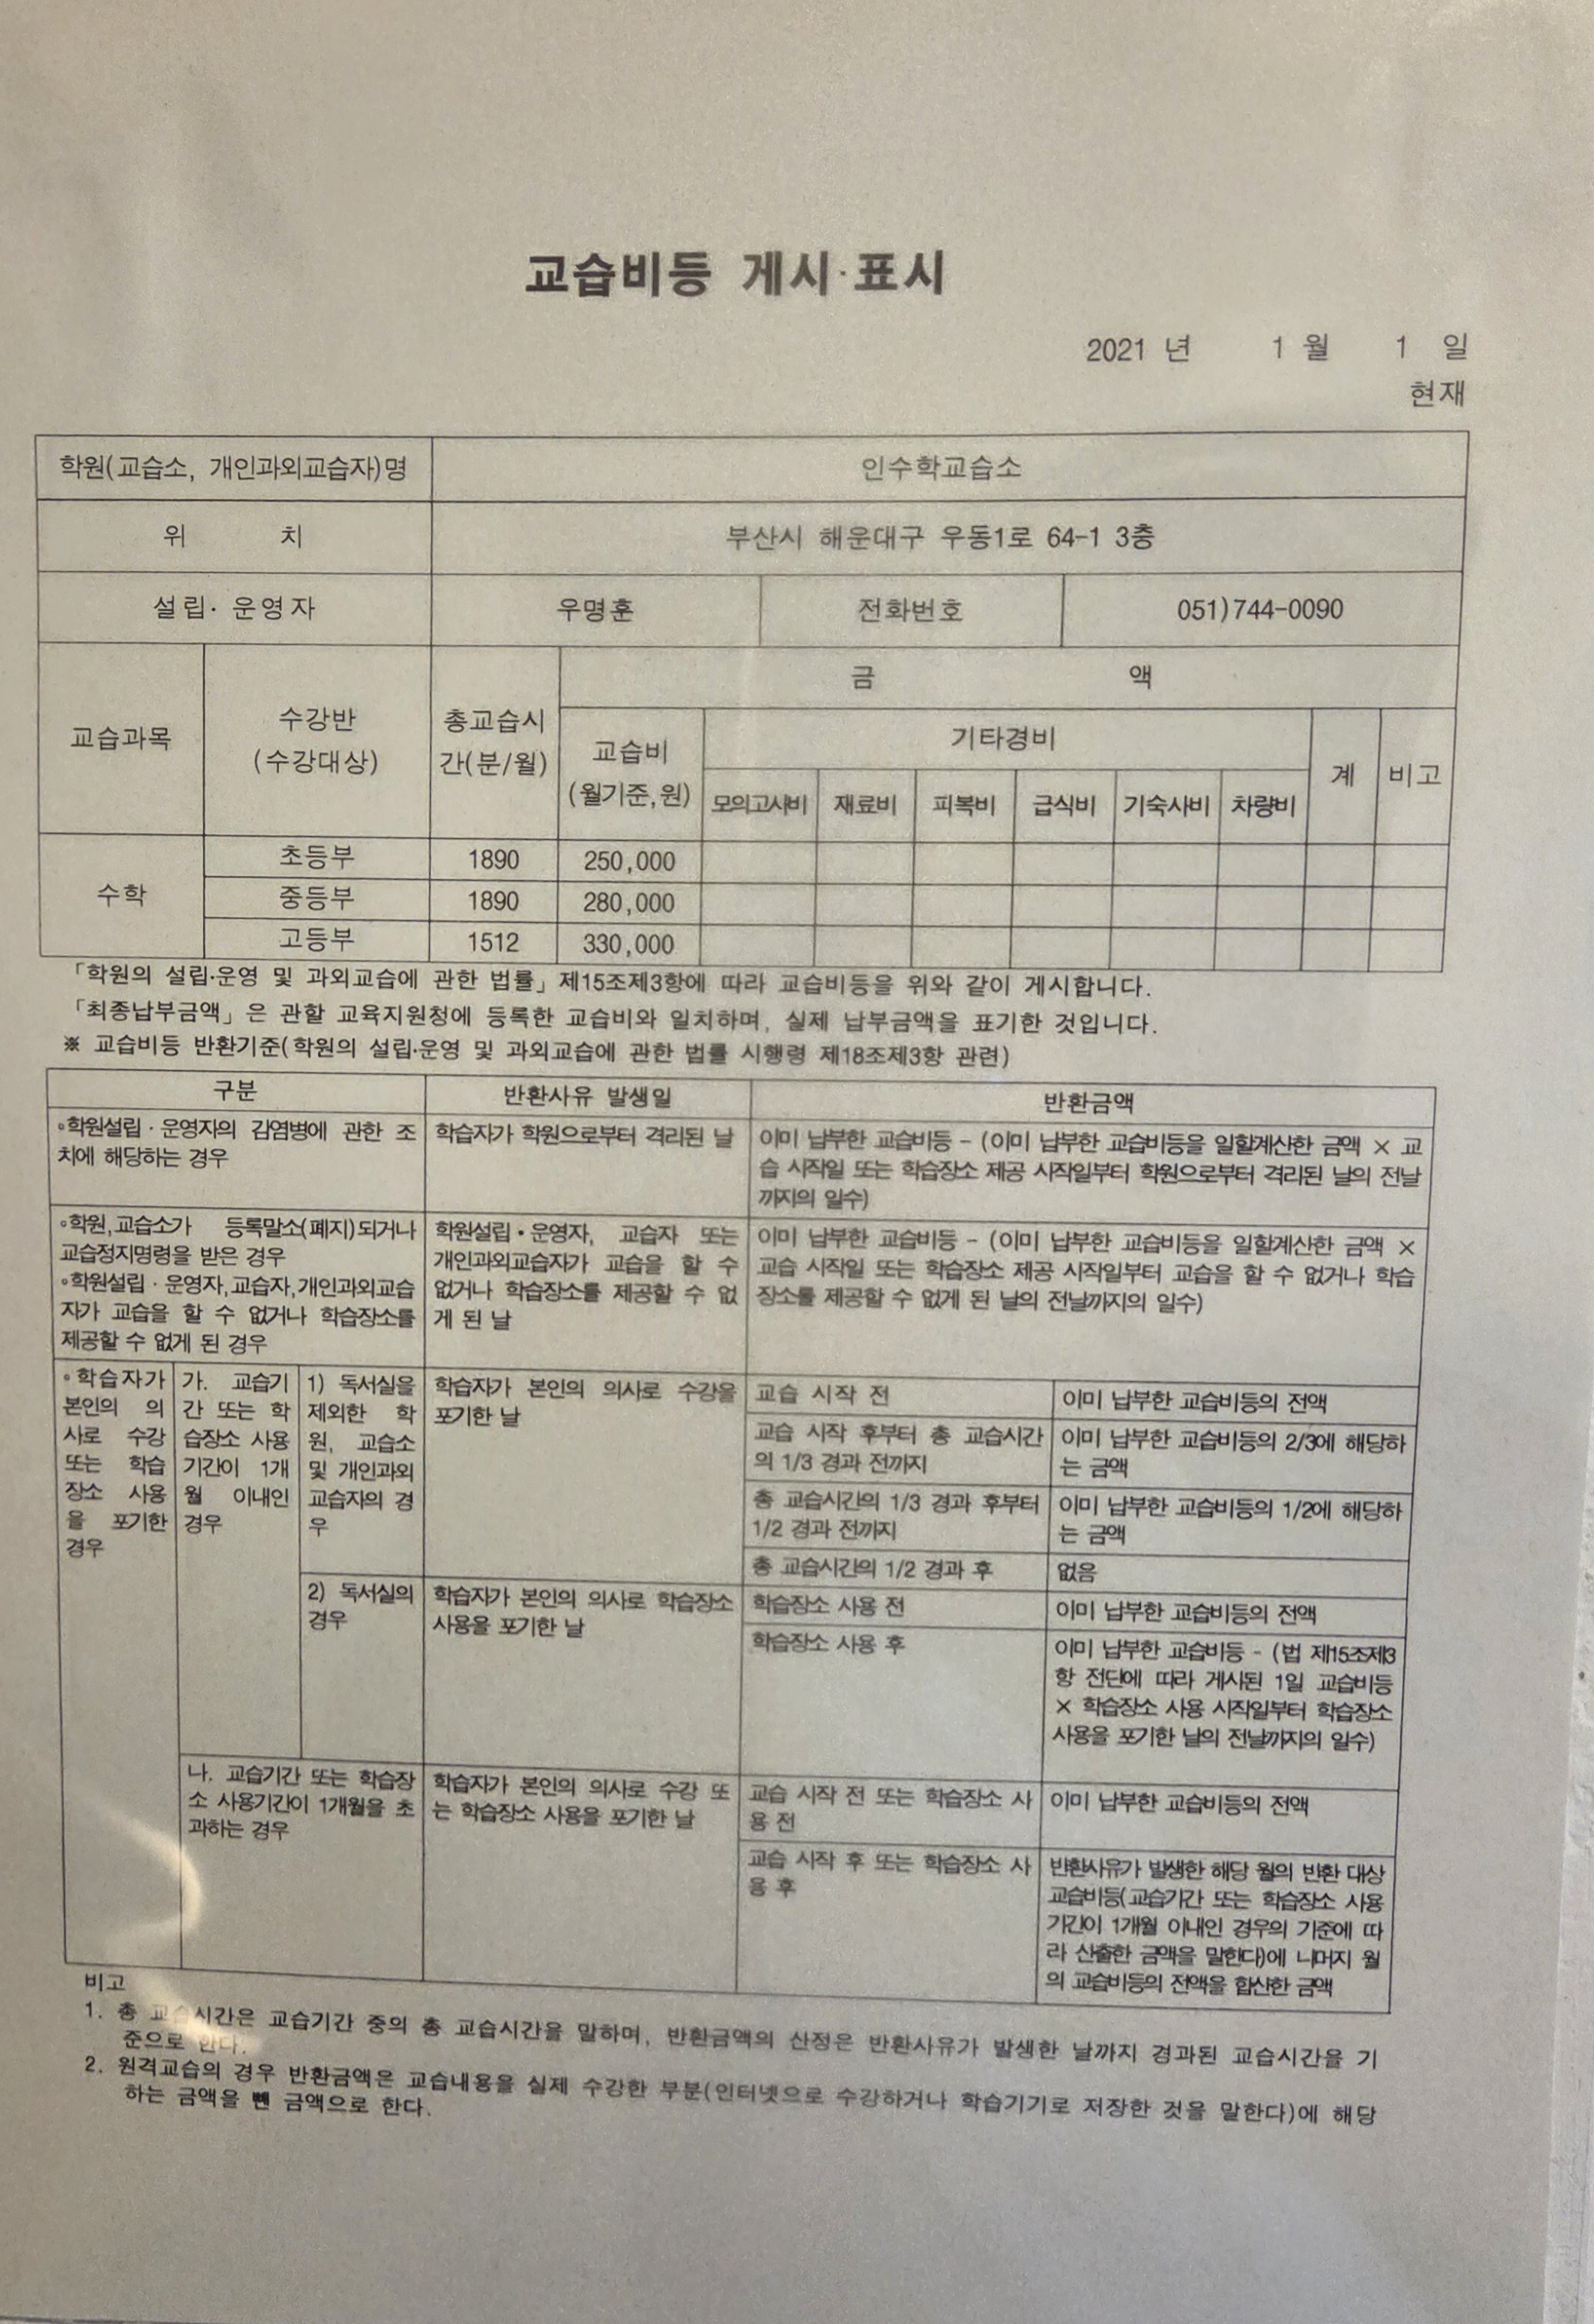 교습비등 게시·표시
2021 년 1 월 1 일
현재
학원(교습소, 개인과외교습자)명 인수학교습소
위 치 부산시 해운대구 우동1로 64-1 3층
설립· 운영자 우명훈 전화번호 051)744-0090
금 액
교습과목
수강반
(수강대상)
총교습시
간(분/월)
교습비
(월기준,원)
기타경비
모의고사비 재료비 피복비 급식비 기숙사비 차량비
계 비고
수학
초등부 1890 250,000
중등부 1890 280,000
고등부 1512 330,000
「학원의 설립·운영 및 과외교습에 관한 법률」제15조제3항에 따라 교습비등을 위와 같이 게시합니다.
「최종납부금액」은 관할 교육지원청에 등록한 교습비와 일치하며, 실제 납부금액을 표기한 것입니다.
※ 교습비등 반환기준(학원의 설립·운영 및 과외교습에 관한 법률 시행령 제18조제3항 관련)
구분 반환사유 발생일 반환금액
◦학원설립 · 운영자의 감염병에 관한 조
치에 해당하는 경우
학습자가 학원으로부터 격리된 날
이미 납부한 교습비등 - (이미 납부한 교습비등을 일할계산한 금액 × 교
습 시작일 또는 학습장소 제공 시작일부터 학원으로부터 격리된 날의 전날
까지의 일수)
◦학원,교습소가 등록말소(폐지)되거나
교습정지명령을 받은 경우
◦학원설립 · 운영자,교습자,개인과외교습
자가 교습을 할 수 없거나 학습장소를
제공할 수 없게 된 경우
학원설립 • 운영자, 교습자 또는
개인과외교습자가 교습을 할 수
없거나 학습장소를 제공할 수 없
게 된 날
이미 납부한 교습비등 - (이미 납부한 교습비등을 일할계산한 금액 ×
교습 시작일 또는 학습장소 제공 시작일부터 교습을 할 수 없거나 학습
장소를 제공할 수 없게 된 날의 전날까지의 일수)
◦학습자가
본인의 의
사로 수강
또는 학습
장소 사용
을 포기한
경우
가. 교습기
간 또는 학
습장소 사용
기간이 1개
월 이내인
경우
1) 독서실을
제외한 학
원, 교습소
및 개인과외
교습자의 경
우
학습자가 본인의 의사로 수강을
포기한 날
교습 시작 전
이미 납부한 교습비등의 전액
교습 시작 후부터 총 교습시간
의 1/3 경과 전까지
이미 납부한 교습비등의 2/3에 해당하
는 금액
총 교습시간의 1/3 경과 후부터
1/2 경과 전까지
이미 납부한 교습비등의 1/2에 해당하
는 금액
총 교습시간의 1/2 경과 후
없음
2) 독서실의
경우
학습자가 본인의 의사로 학습장소
사용을 포기한 날
학습장소 사용 전
이미 납부한 교습비등의 전액
학습장소 사용 후
이미 납부한 교습비등 - (법 제15조제3
항 전단에 따라 게시된 1일 교습비등
× 학습장소 사용 시작일부터 학습장소
사용을 포기한 날의 전날까지의 일수)
나. 교습기간 또는 학습장
소 사용기간이 1개월을 초
과하는 경우
학습자가 본인의 의사로 수강 또
는 학습장소 사용을 포기한 날
교습 시작 전 또는 학습장소 사
용 전
이미 납부한 교습비등의 전액
교습 시작 후 또는 학습장소 사
용 후
반환사유가 발생한 해당 월의 반환 대상
교습비등(교습기간 또는 학습장소 사용
기간이 1개월 이내인 경우의 기준에 따
라 산출한 금액을 말한다)에 나머지 월
의 교습비등의 전액을 합산한 금액
비고
1. 총 교습시간은 교습기간 중의 총 교습시간을 말하며, 반환금액의 산정은 반환사유가 발생한 날까지 경과된 교습시간을 기
준으로 한다.
2. 원격교습의 경우 반환금액은 교습내용을 실제 수강한 부분(인터넷으로 수강하거나 학습기기로 저장한 것을 말한다)에 해당
하는 금액을 뺀 금액으로 한다.